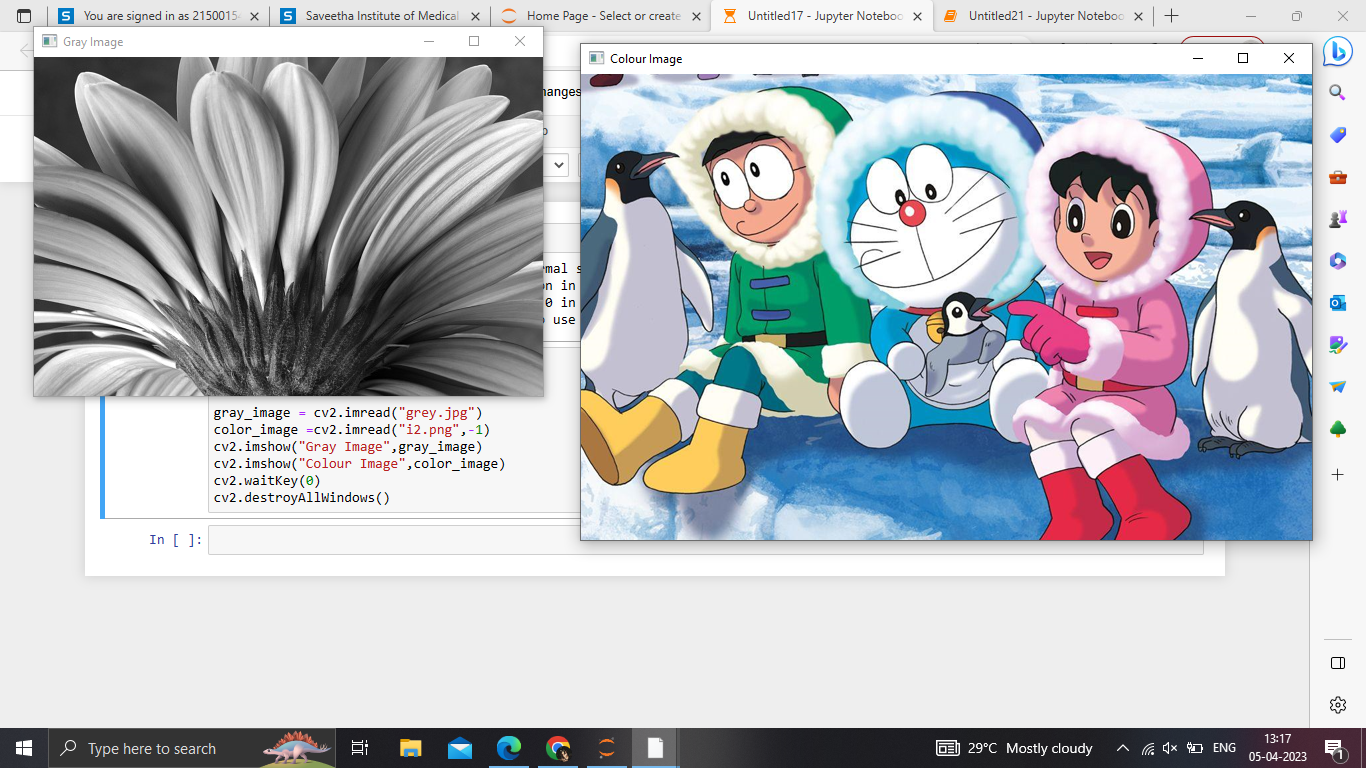 You are signed in as 2150015
Saveetha Institute of Medical
Home Page - Select or create
Untitled17 - Jupyter Noteboo
Untitled21 - Jupyter Noteboo
Gray Image
Colour Image
hanges
mal s
on in
0 in
use
gray_image = cv2.imread("grey.jpg")
color_image =cv2.imread("i2.png",-1)
cv2.imshow("Gray Image",gray_image)
cv2.imshow("Colour Image",color_image)
cv2.waitKey(0)
cv2.destroyAllWindows()
In [ ]:
Type here to search
29°C Mostly cloudy
ENG
13:17
05-04-2023
1